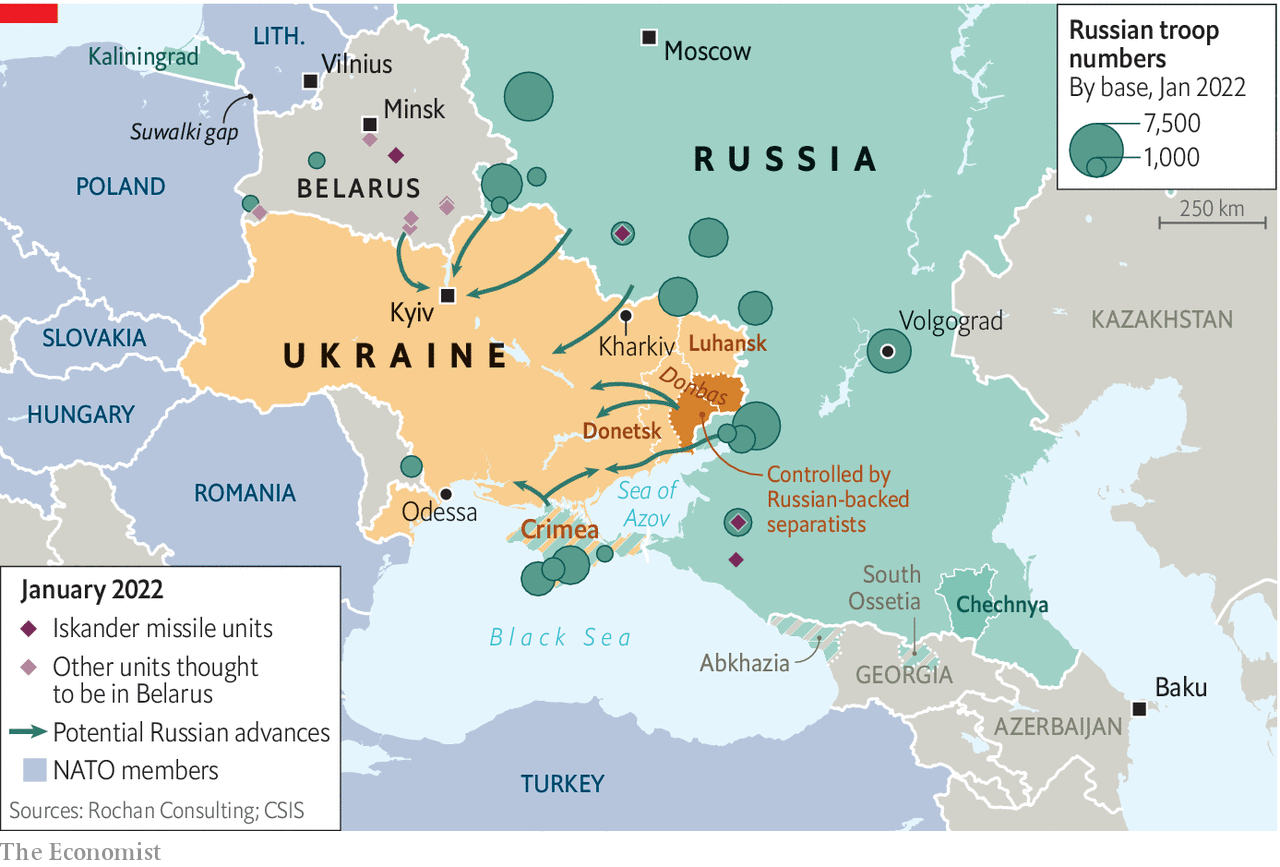 LITH.
Kaliningrad
Vilnius
Moscow
Minsk
Suwalki gap
POLAND
BELARUS
RUSSIA
Russian troop
numbers
By base, Jan 2022
7,500
1,000
250 km
Kyiv
SLOVAKIA
UKRAINE
Kharkiv
Luhansk
Volgograd
KAZAKHSTAN
HUNGARY
Donbas
Donetsk
ROMANIA
Odessa
Sea of
Azov
Controlled by
Russian-backed
separatists
Crimea
Black Sea
South
Ossetia
Chechnya
Abkhazia
GEORGIA
Baku
AZERBAIJAN
TURKEY
January 2022
Iskander missile units
Other units thought
to be in Belarus
Potential Russian advances
NATO members
Sources: Rochan Consulting; CSIS
The Economist